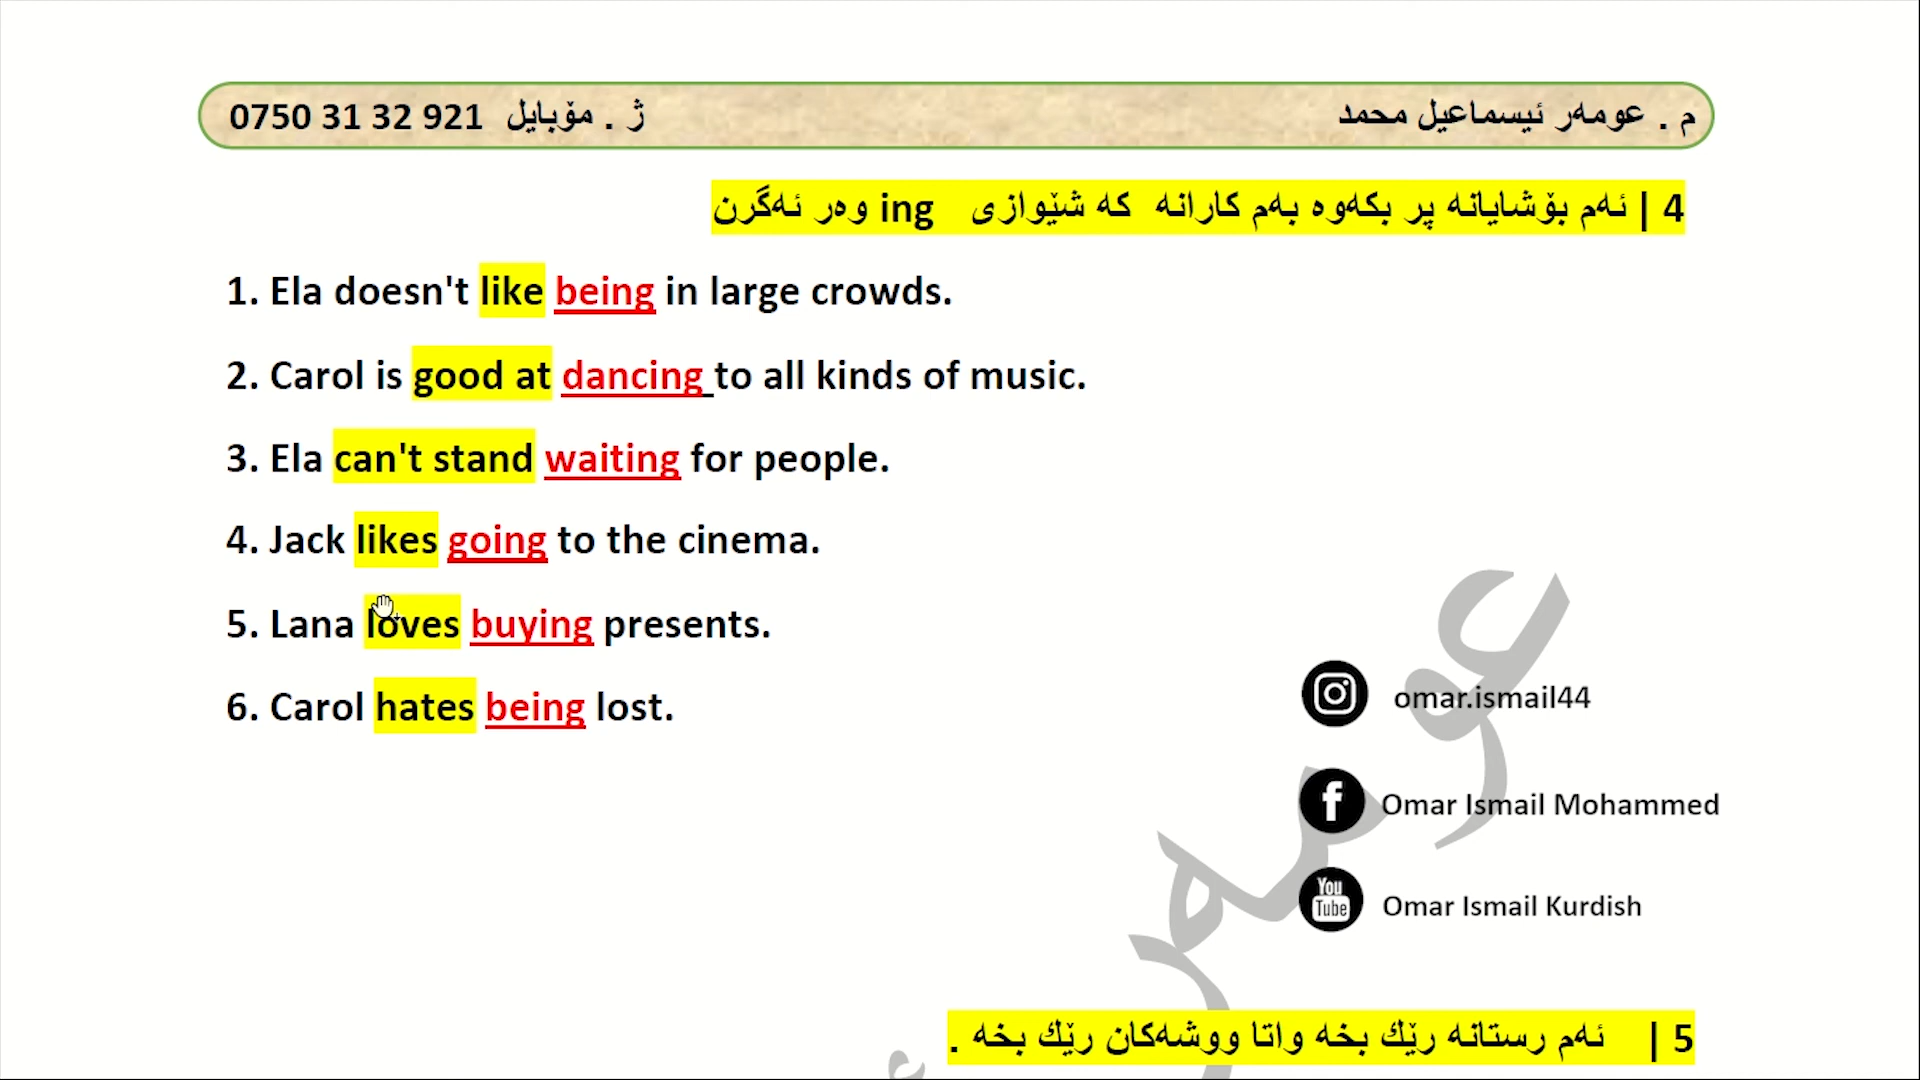 م . عومەر ئیسماعیل محمد ژ . مۆبایل 0750 31 32 921
4 | ئەم بۆشایانە پر بکەوە بەم کارانە کە شێوازی ing وەر ئەگرن
1. Ela doesn't like being in large crowds.
2. Carol is good at dancing to all kinds of music.
3. Ela can't stand waiting for people.
4. Jack likes going to the cinema.
5. Lana loves buying presents.
6. Carol hates being lost.
omar.ismail44
Omar Ismail Mohammed
You Tube Omar Ismail Kurdish
5 | ئەم رستانە رێك بخە واتا ووشەکان رێك بخە .